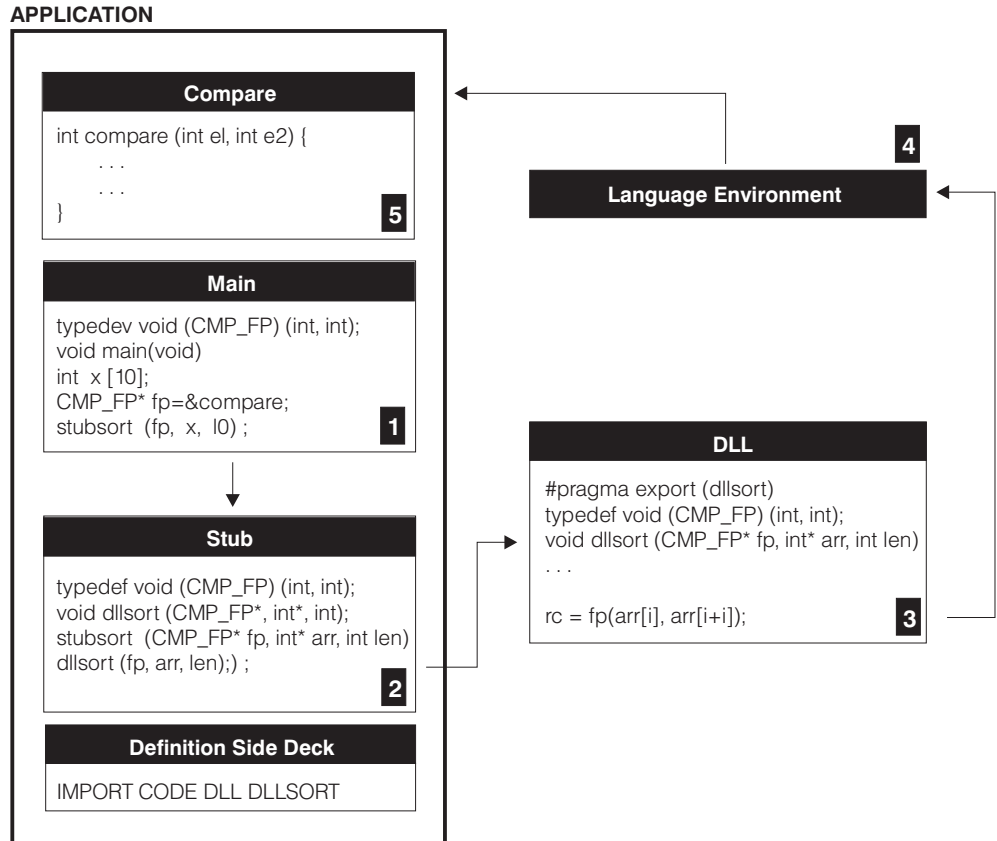 APPLICATION
Compare
int compare (int el, int e2) {
. . .
. . .
}
5
Main
typedev void (CMP_FP) (int, int);
void main(void)
int x [10];
CMP_FP* fp=&compare;
stubsort (fp, x, l0) ;
1
Stub
typedef void (CMP_FP) (int, int);
void dllsort (CMP_FP*, int*, int);
stubsort (CMP_FP* fp, int* arr, int len)
dllsort (fp, arr, len);) ;
2
Definition Side Deck
IMPORT CODE DLL DLLSORT
4
Language Environment
DLL
#pragma export (dllsort)
typedef void (CMP_FP) (int, int);
void dllsort (CMP_FP* fp, int* arr, int len)
. . .
rc = fp(arr[i], arr[i+i]);
3